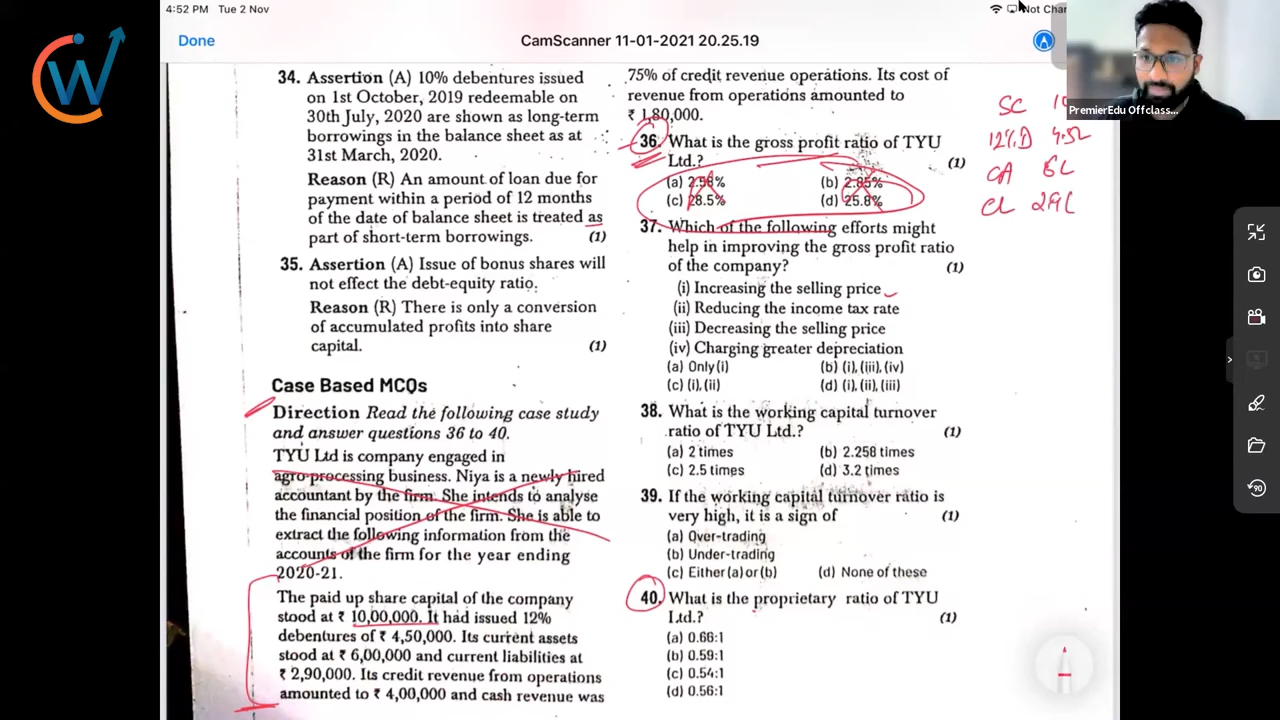 4:52 PM Tue 2 Nov
Not Char
Done
CamScanner 11-01-2021 20.25.19
PremierEdu Offclass...
34. Assertion (A) 10% debentures issued
on 1st October, 2019 redeemable on
30th July, 2020 are shown as long-term
borrowings in the balance sheet as at
31st March, 2020.
Reason (R) An amount of loan due for
payment within a period of 12 months
of the date of balance sheet is treated as
part of short-term borrowings. (1)
35. Assertion (A) Issue of bonus shares will
not effect the debt-equity ratio.
Reason (R) There is only a conversion
of accumulated profits into share
capital. (1)
Case Based MCQs
Direction Read the following case study
and answer questions 36 to 40.
TYU Ltd is company engaged in
agro-processing business. Niya is a newly hired
accountant by the firm. She intends to analyse
the financial position of the firm. She is able to
extract the following information from the
accounts of the firm for the year ending
2020-21.
The paid up share capital of the company
stood at ₹ 10,00,000. It had issued 12%
debentures of ₹ 4,50,000. Its current assets
stood at ₹ 6,00,000 and current liabilities at
₹ 2,90,000. Its credit revenue from operations
amounted to ₹ 4,00,000 and cash revenue was
75% of credit revenue operations. Its cost of
revenue from operations amounted to
₹ 1,80,000.
36. What is the gross profit ratio of TYU
Ltd.? (1)
(a) 2.58% (b) 2.85%
(c) 28.5% (d) 25.8%
37. Which of the following efforts might
help in improving the gross profit ratio
of the company? (1)
(i) Increasing the selling price
(ii) Reducing the income tax rate
(iii) Decreasing the selling price
(iv) Charging greater depreciation
(a) Only (i) (b) (i), (iii), (iv)
(c) (i), (ii) (d) (i), (ii), (iii)
38. What is the working capital turnover
ratio of TYU Ltd.? (1)
(a) 2 times (b) 2.258 times
(c) 2.5 times (d) 3.2 times
39. If the working capital turnover ratio is
very high, it is a sign of (1)
(a) Over-trading
(b) Under-trading
(c) Either (a) or (b) (d) None of these
40. What is the proprietary ratio of TYU
Ltd.? (1)
(a) 0.66:1
(b) 0.59:1
(c) 0.54:1
(d) 0.56:1
SC 10
12%D 4.5L
CA 6L
CL
90